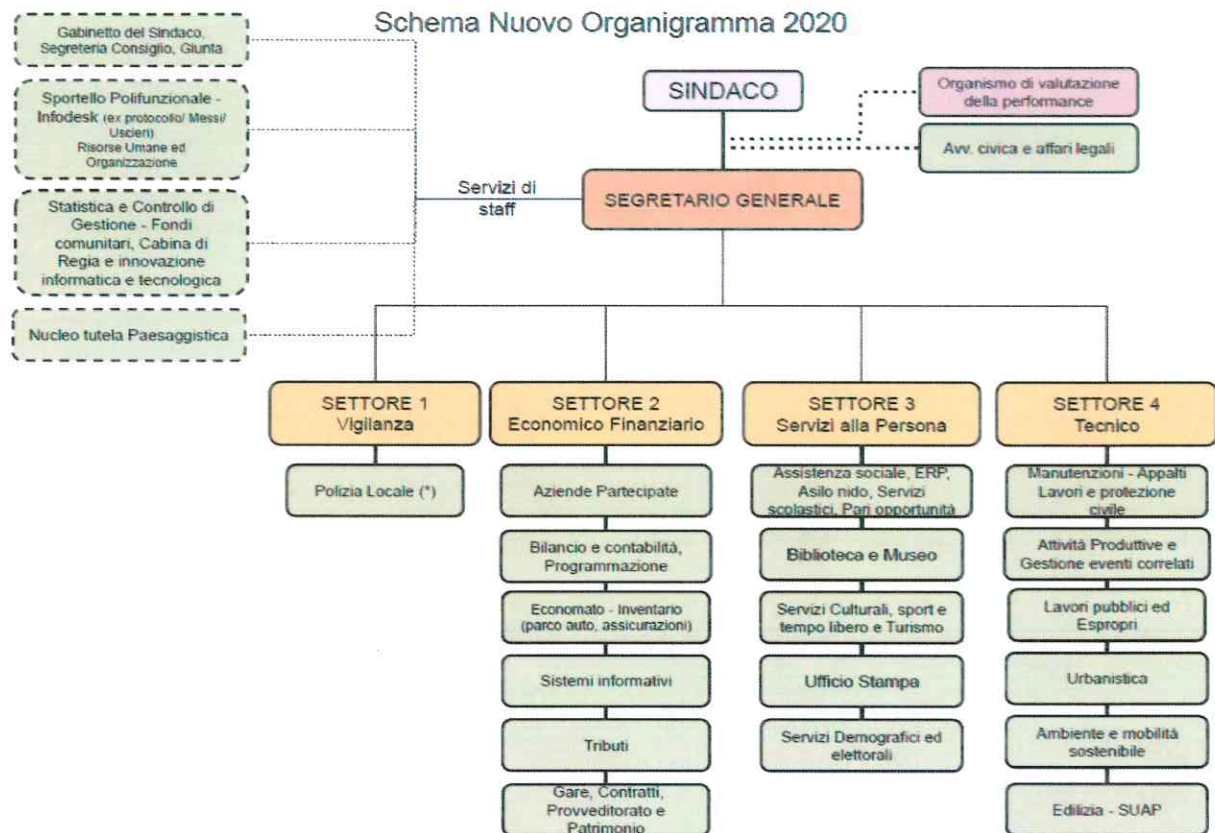 Schema Nuovo Organigramma 2020
Gabinetto del Sindaco,
Segreteria Consiglio, Giunta
Sportello Polifunzionale -
Infodesk (ex protocollo/ Messi/
Uscieri)
Risorse Umane ed
Organizzazione
Statistica e Controllo di
Gestione - Fondi
comunitari, Cabina di
Regia e innovazione
informatica e tecnologica
Nucleo tutela Paesaggistica
Servizi di
staff
SINDACO
Organismo di valutazione
della performance
Avv. civica e affari legali
SEGRETARIO GENERALE
SETTORE 1
Vigilanza
Polizia Locale (*)
SETTORE 2
Economico Finanziario
Aziende Partecipate
Bilancio e contabilità,
Programmazione
Economato - Inventario
(parco auto, assicurazioni)
Sistemi informativi
Tributi
Gare, Contratti,
Provveditorato e
Patrimonio
SETTORE 3
Servizi alla Persona
Assistenza sociale, ERP,
Asilo nido, Servizi
scolastici, Pari opportunità
Biblioteca e Museo
Servizi Culturali, sport e
tempo libero e Turismo
Ufficio Stampa
Servizi Demografici ed
elettorali
SETTORE 4
Tecnico
Manutenzioni - Appalti
Lavori e protezione
civile
Attività Produttive e
Gestione eventi correlati
Lavori pubblici ed
Espropri
Urbanistica
Ambiente e mobilità
sostenibile
Edilizia - SUAP